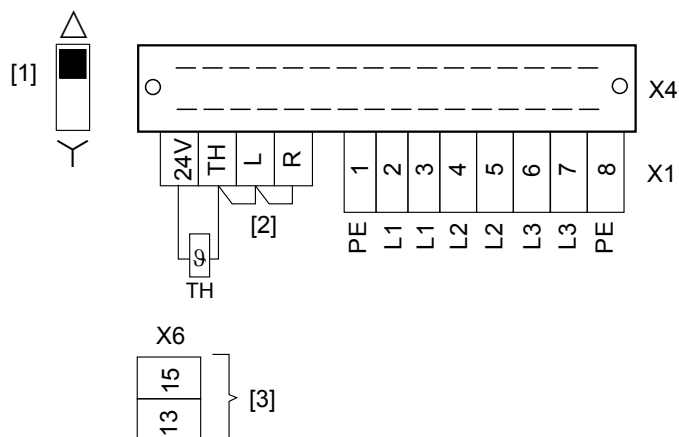 [1]
X4
24V TH L R 1 2 3 4 5 6 7 8 X1
[2]
PE L1 L1 L2 L2 L3 L3 PE
ϑ
TH
X6
15
[3]
13